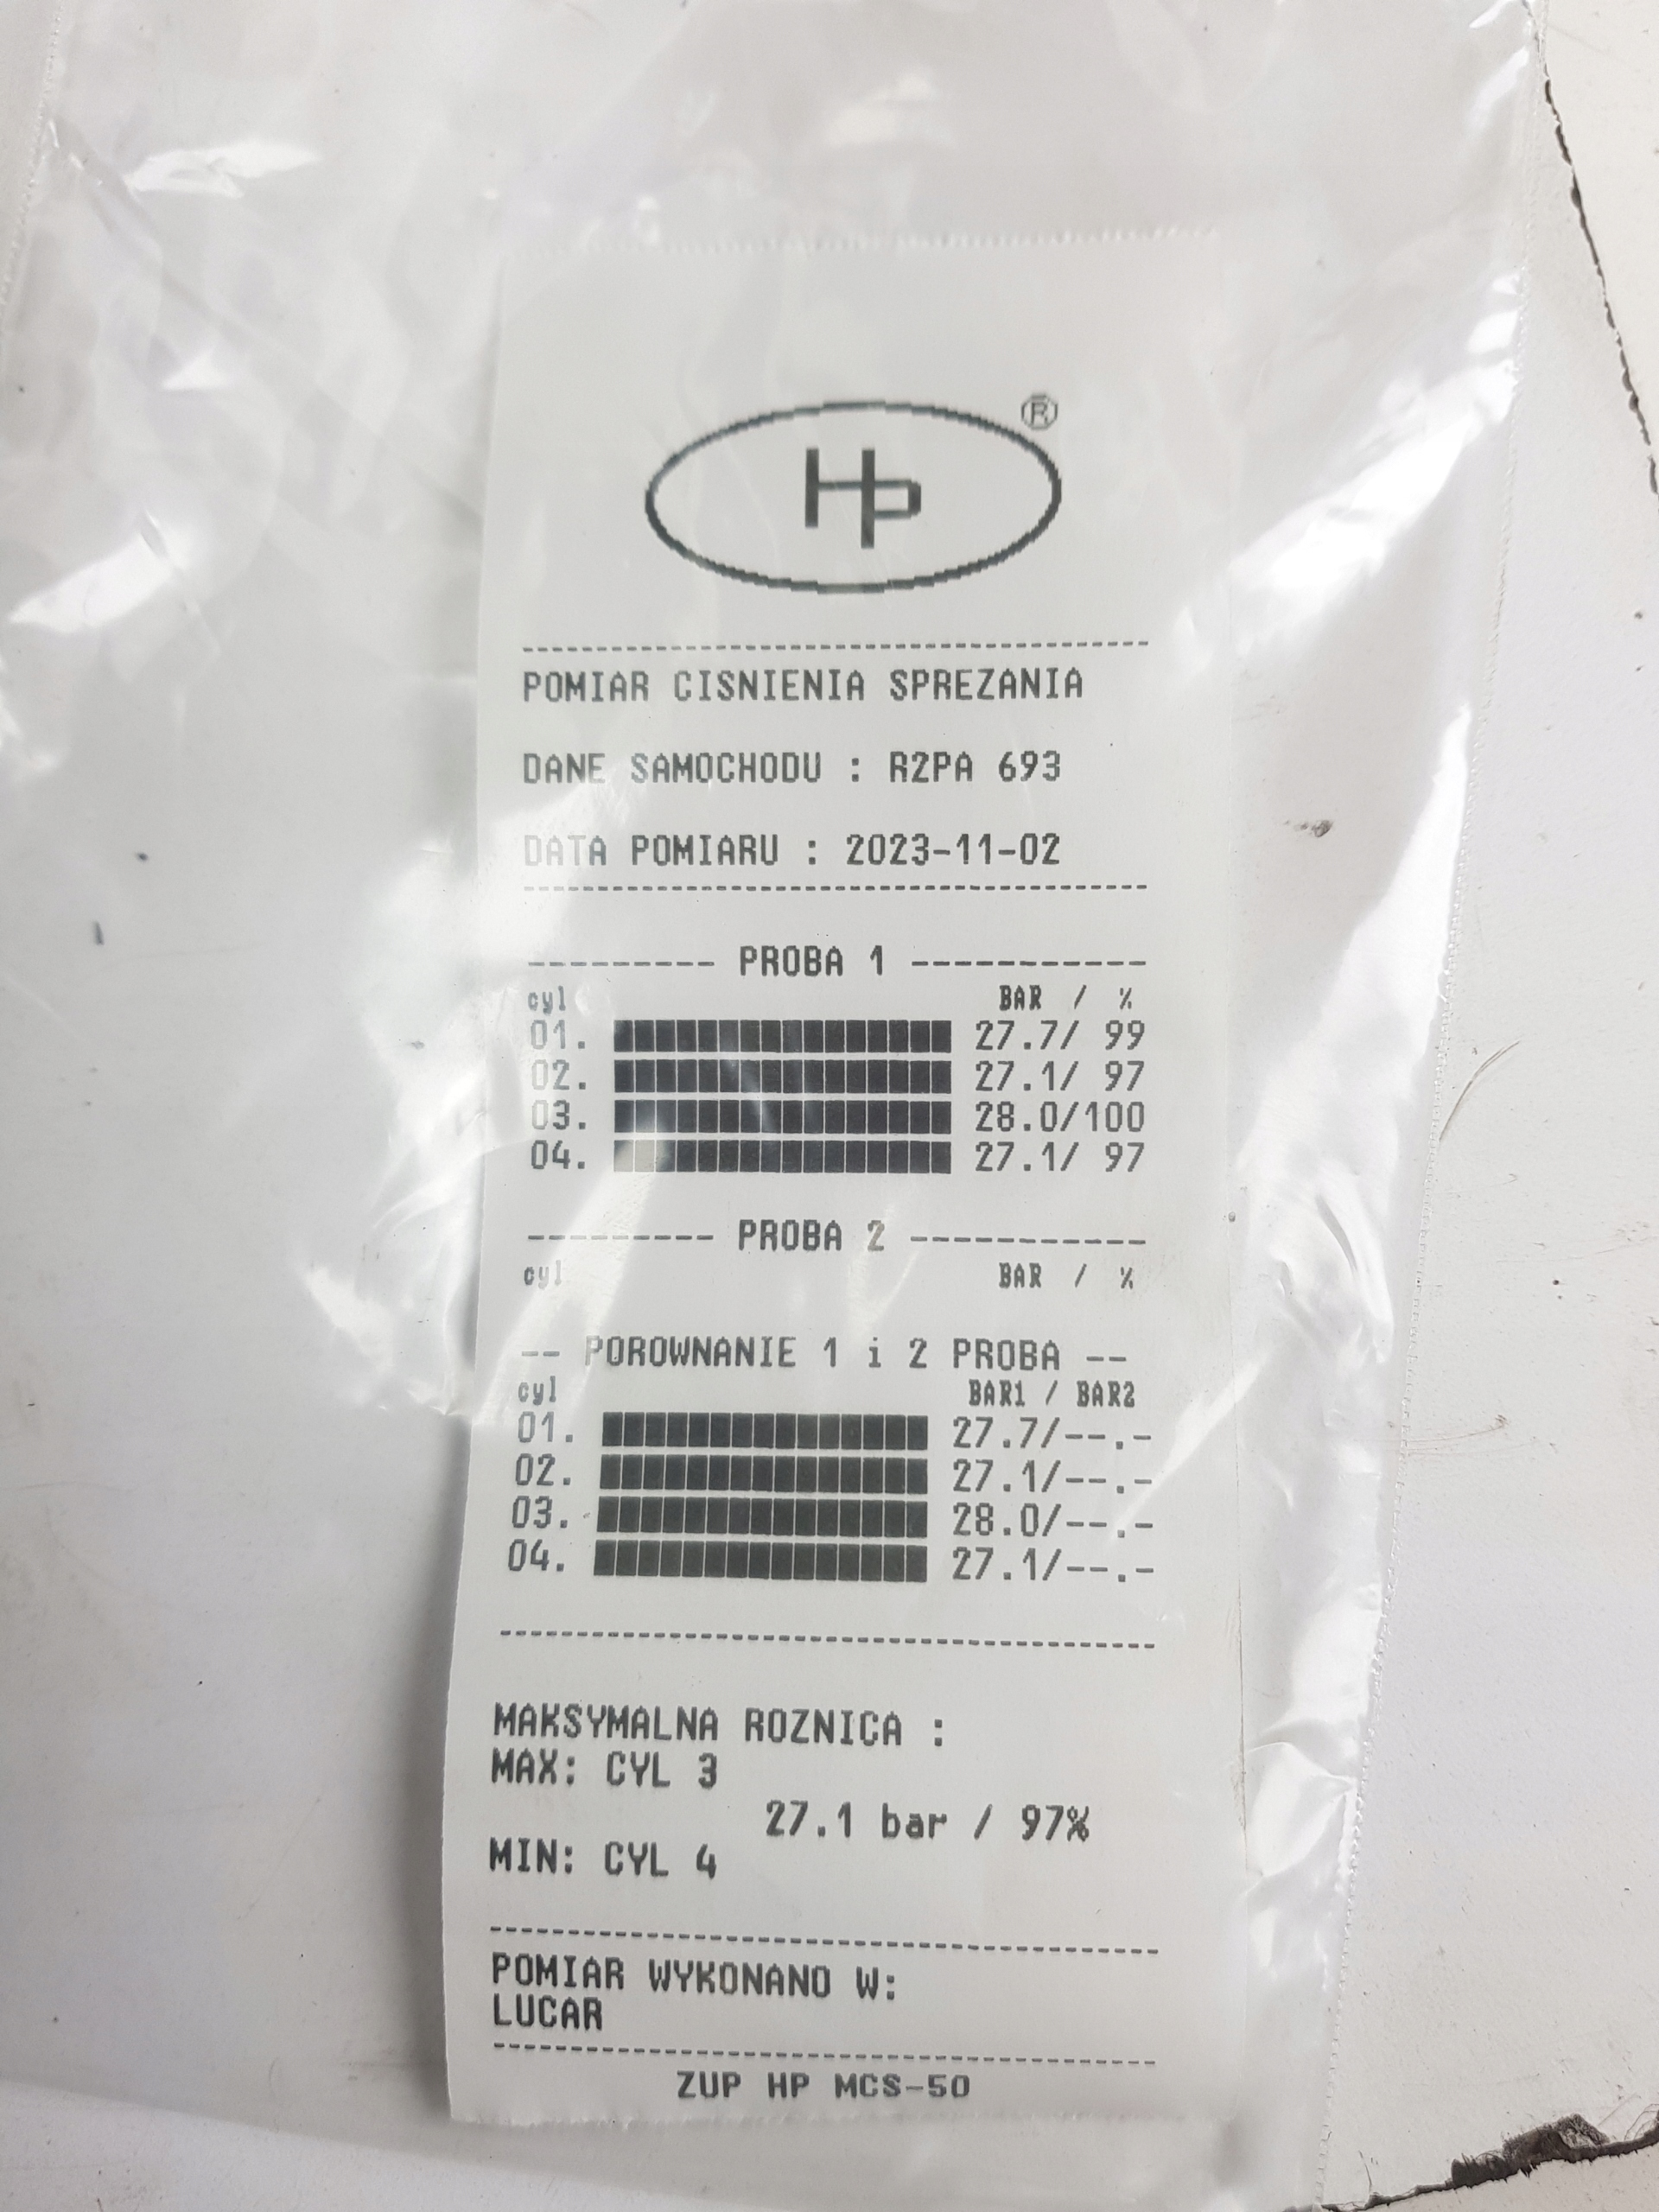 HP ®
POMIAR CISNIENIA SPREZANIA
DANE SAMOCHODU : R2PA 693
DATA POMIARU : 2023-11-02
--------- PROBA 1 -----------
cyl BAR / %
01. 27.7/ 99
02. 27.1/ 97
03. 28.0/100
04. 27.1/ 97
--------- PROBA 2 -----------
cyl BAR / %
-- POROWNANIE 1 i 2 PROBA --
cyl BAR1 / BAR2
01. 27.7/--.-
02. 27.1/--.-
03. 28.0/--.-
04. 27.1/--.-
MAKSYMALNA ROZNICA :
MAX: CYL 3
27.1 bar / 97%
MIN: CYL 4
POMIAR WYKONANO W:
LUCAR
ZUP HP MCS-50